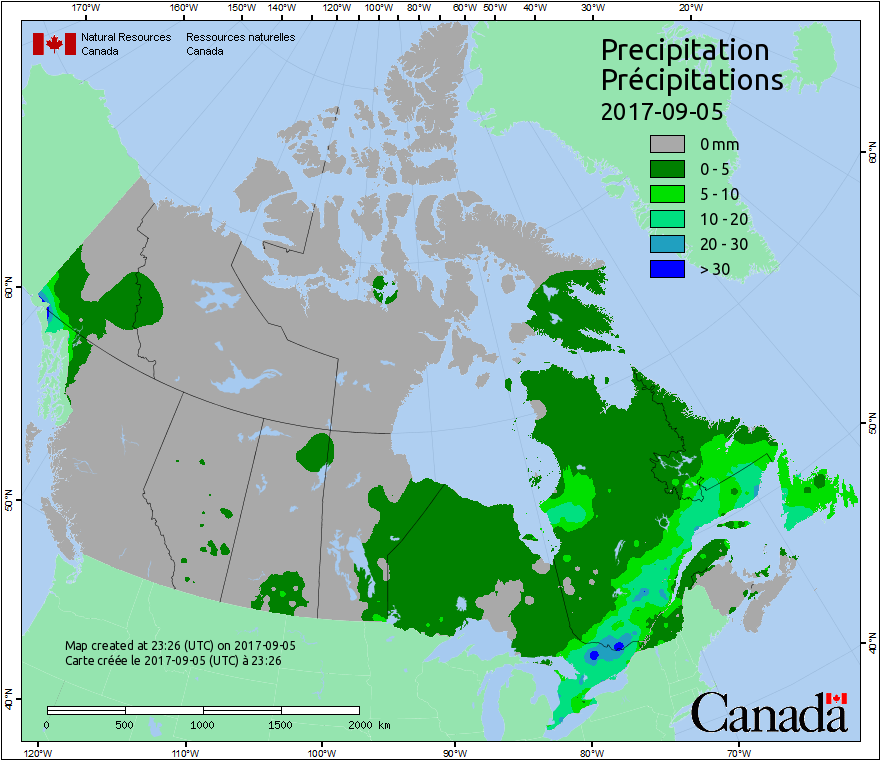 170°W 160°W 150°W 140°W 120°W 100°W 80°W 60°W 50°W 40°W 30°W 20°W
Natural Resources Canada
Ressources naturelles Canada
Precipitation
Précipitations
2017-09-05
0 mm
0 - 5
5 - 10
10 - 20
20 - 30
> 30
60°N
50°N
40°N
60°N
50°N
40°N
Map created at 23:26 (UTC) on 2017-09-05
Carte créée le 2017-09-05 (UTC) à 23:26
0 500 1000 1500 2000 km
Canada
120°W 110°W 100°W 90°W 80°W 70°W